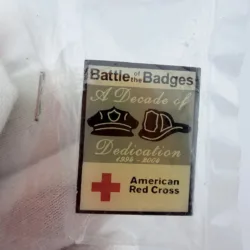 Battle of the Badges
A Decade of
Dedication
American
Red Cross